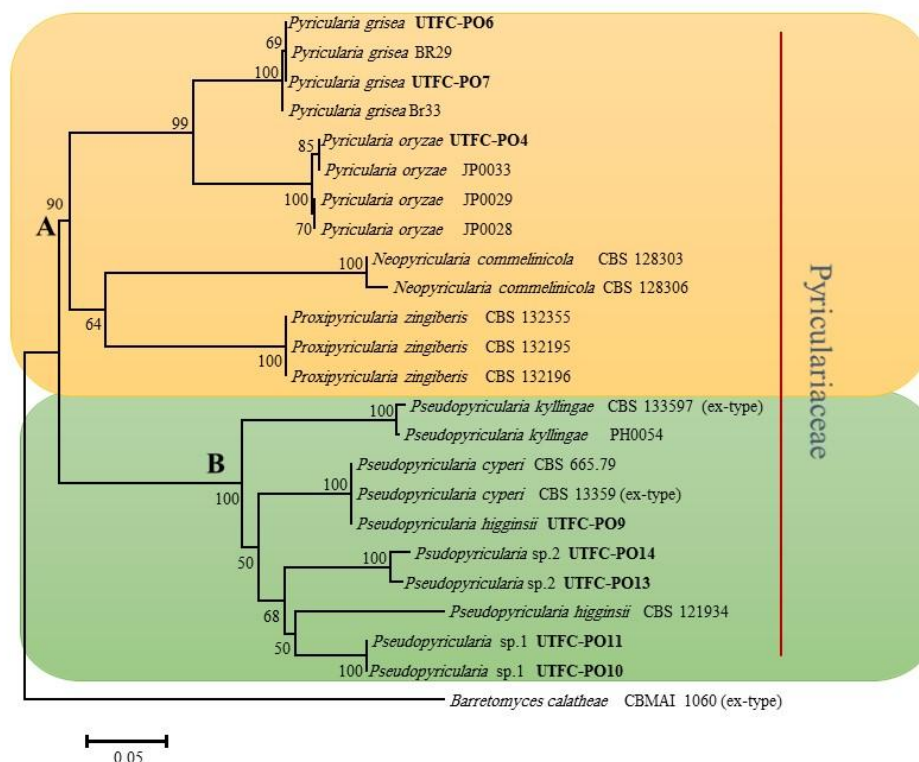 Pyricularia grisea UTFC-PO6
69
Pyricularia grisea BR29
100
Pyricularia grisea UTFC-PO7
Pyricularia grisea Br33
99
Pyricularia oryzae UTFC-PO4
85
Pyricularia oryzae JP0033
100
Pyricularia oryzae JP0029
70
Pyricularia oryzae JP0028
90
A
100
Neopyricularia commelinicola CBS 128303
Neopyricularia commelinicola CBS 128306
64
Proxipyricularia zingiberis CBS 132355
Proxipyricularia zingiberis CBS 132195
100
Proxipyricularia zingiberis CBS 132196
Pyriculariaceae
Pseudopyricularia kyllingae CBS 133597 (ex-type)
100
Pseudopyricularia kyllingae PH0054
B
100
Pseudopyricularia cyperi CBS 665.79
100
Pseudopyricularia cyperi CBS 13359 (ex-type)
Pseudopyricularia higginsii UTFC-PO9
50
Psudopyricularia sp.2 UTFC-PO14
100
Pseudopyricularia sp.2 UTFC-PO13
68
Pseudopyricularia higginsii CBS 121934
50
Pseudopyricularia sp.1 UTFC-PO11
100
Pseudopyricularia sp.1 UTFC-PO10
Barretomyces calatheae CBMAI 1060 (ex-type)
0.05